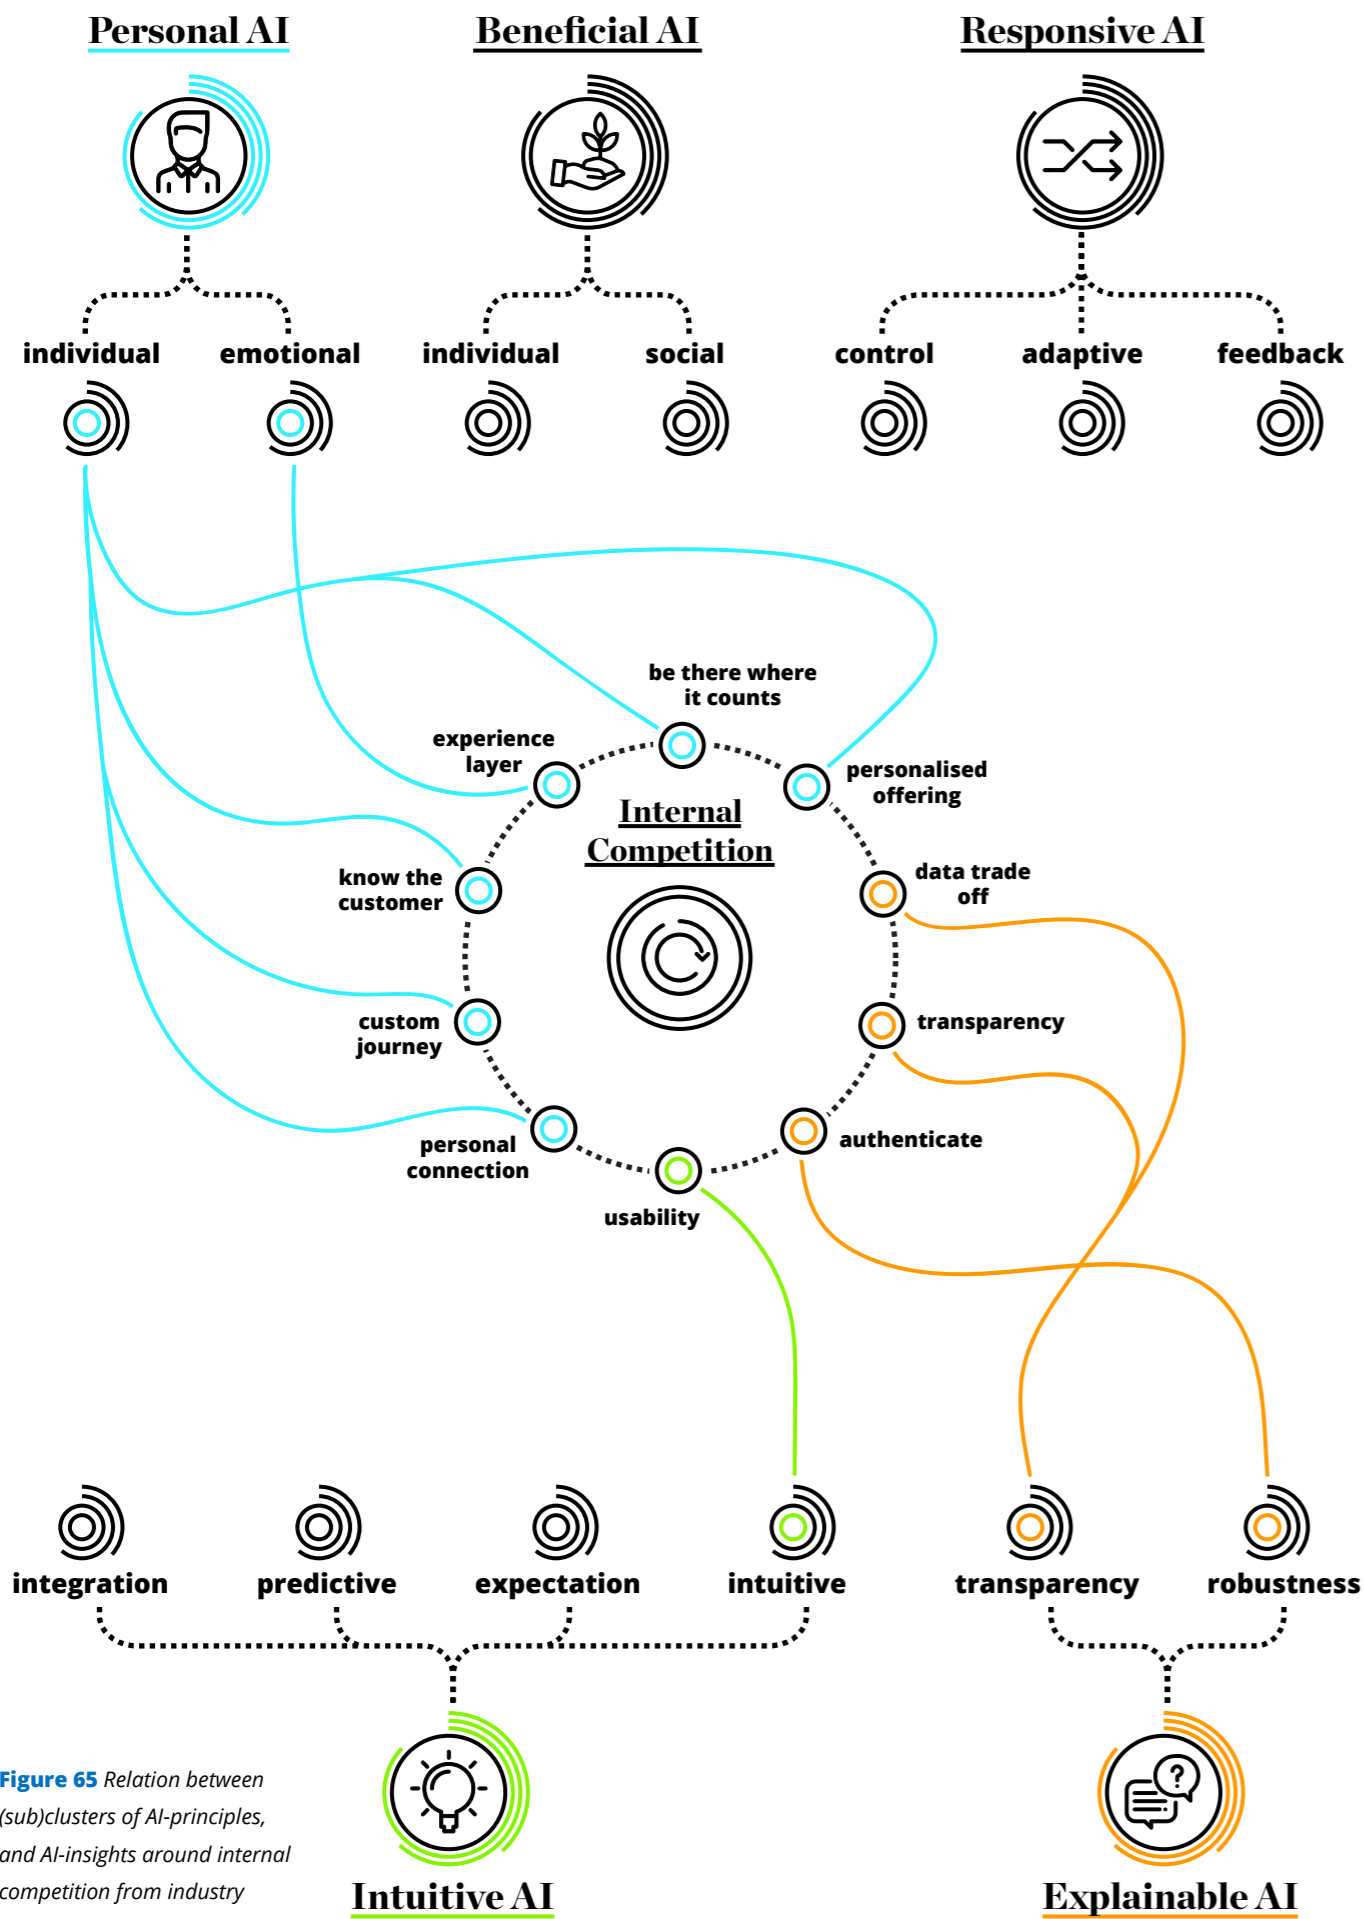 Personal AI
Beneficial AI
Responsive AI
individual
emotional
individual
social
control
adaptive
feedback
be there where
it counts
experience
layer
personalised
offering
Internal
Competition
know the
customer
data trade
off
custom
journey
transparency
personal
connection
authenticate
usability
integration
predictive
expectation
intuitive
transparency
robustness
?
Figure 65 Relation between
(sub)clusters of AI-principles,
and AI-insights around internal
competition from industry
Intuitive AI
Explainable AI